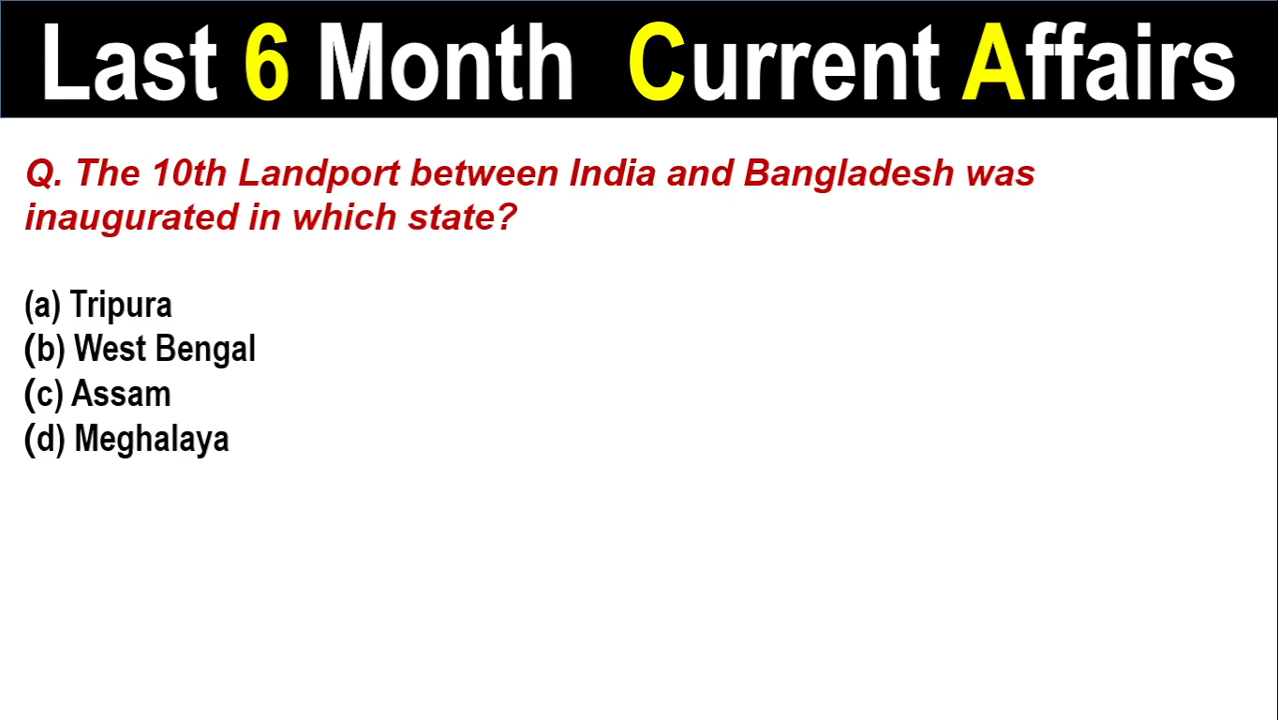 Last 6 Month Current Affairs
Q. The 10th Landport between India and Bangladesh was
inaugurated in which state?
(a) Tripura
(b) West Bengal
(c) Assam
(d) Meghalaya